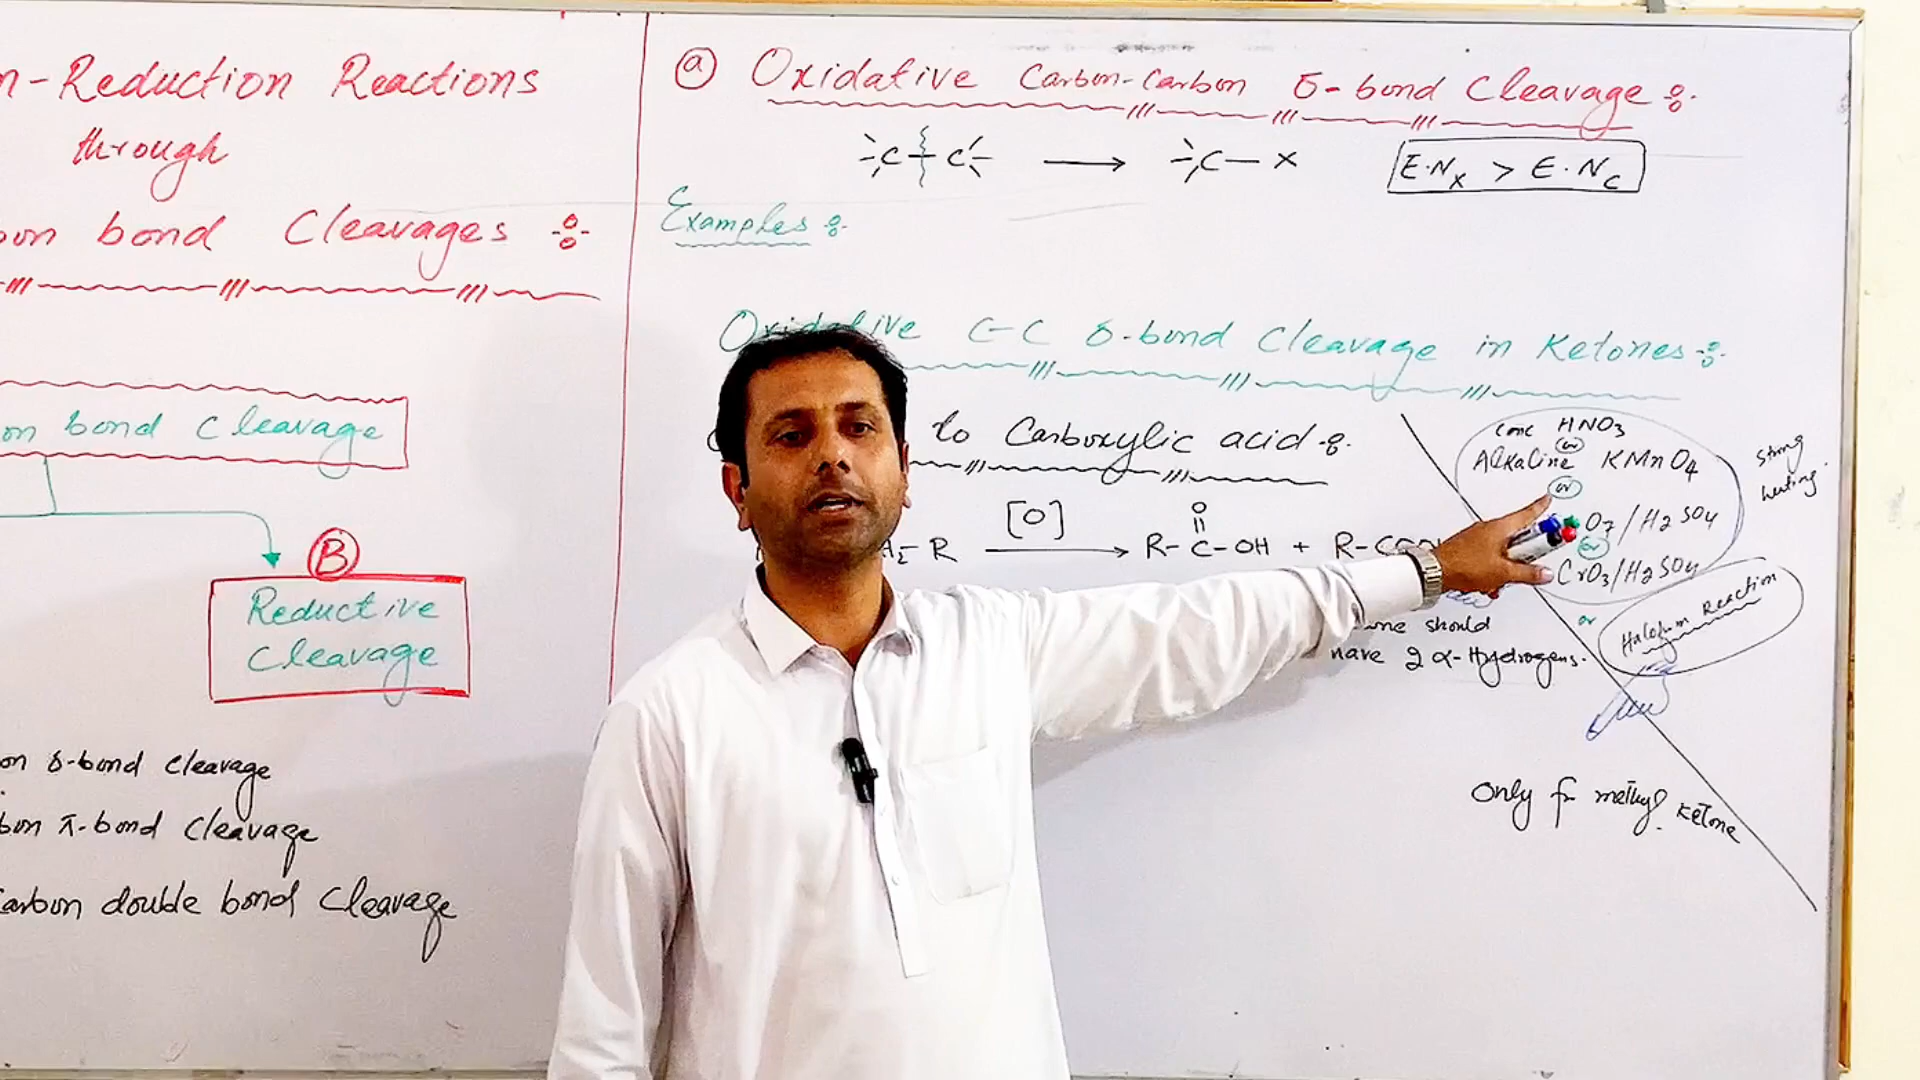 n-Reduction Reactions
through
on bond Cleavages
on bond Cleavage
B
Reductive
Cleavage
on δ-bond Cleavage
bon π-bond Cleavage
Carbon double bond Cleavage
a Oxidative Carbon-Carbon δ-bond Cleavage
C C → C-X E.Nx > E.Nc
Examples
Oxidative C-C δ-bond Cleavage in Ketones
to Carboxylic acid
- R [O] → R-C-OH + R-COOH
O
Ketone should
have 2 α-Hydrogens.
conc HNO3
or
Alkaline KMnO4
or
O7/H2SO4
or
CrO3/H2SO4
strong
heating
or
Haloform Reaction
Only for methyl ketone